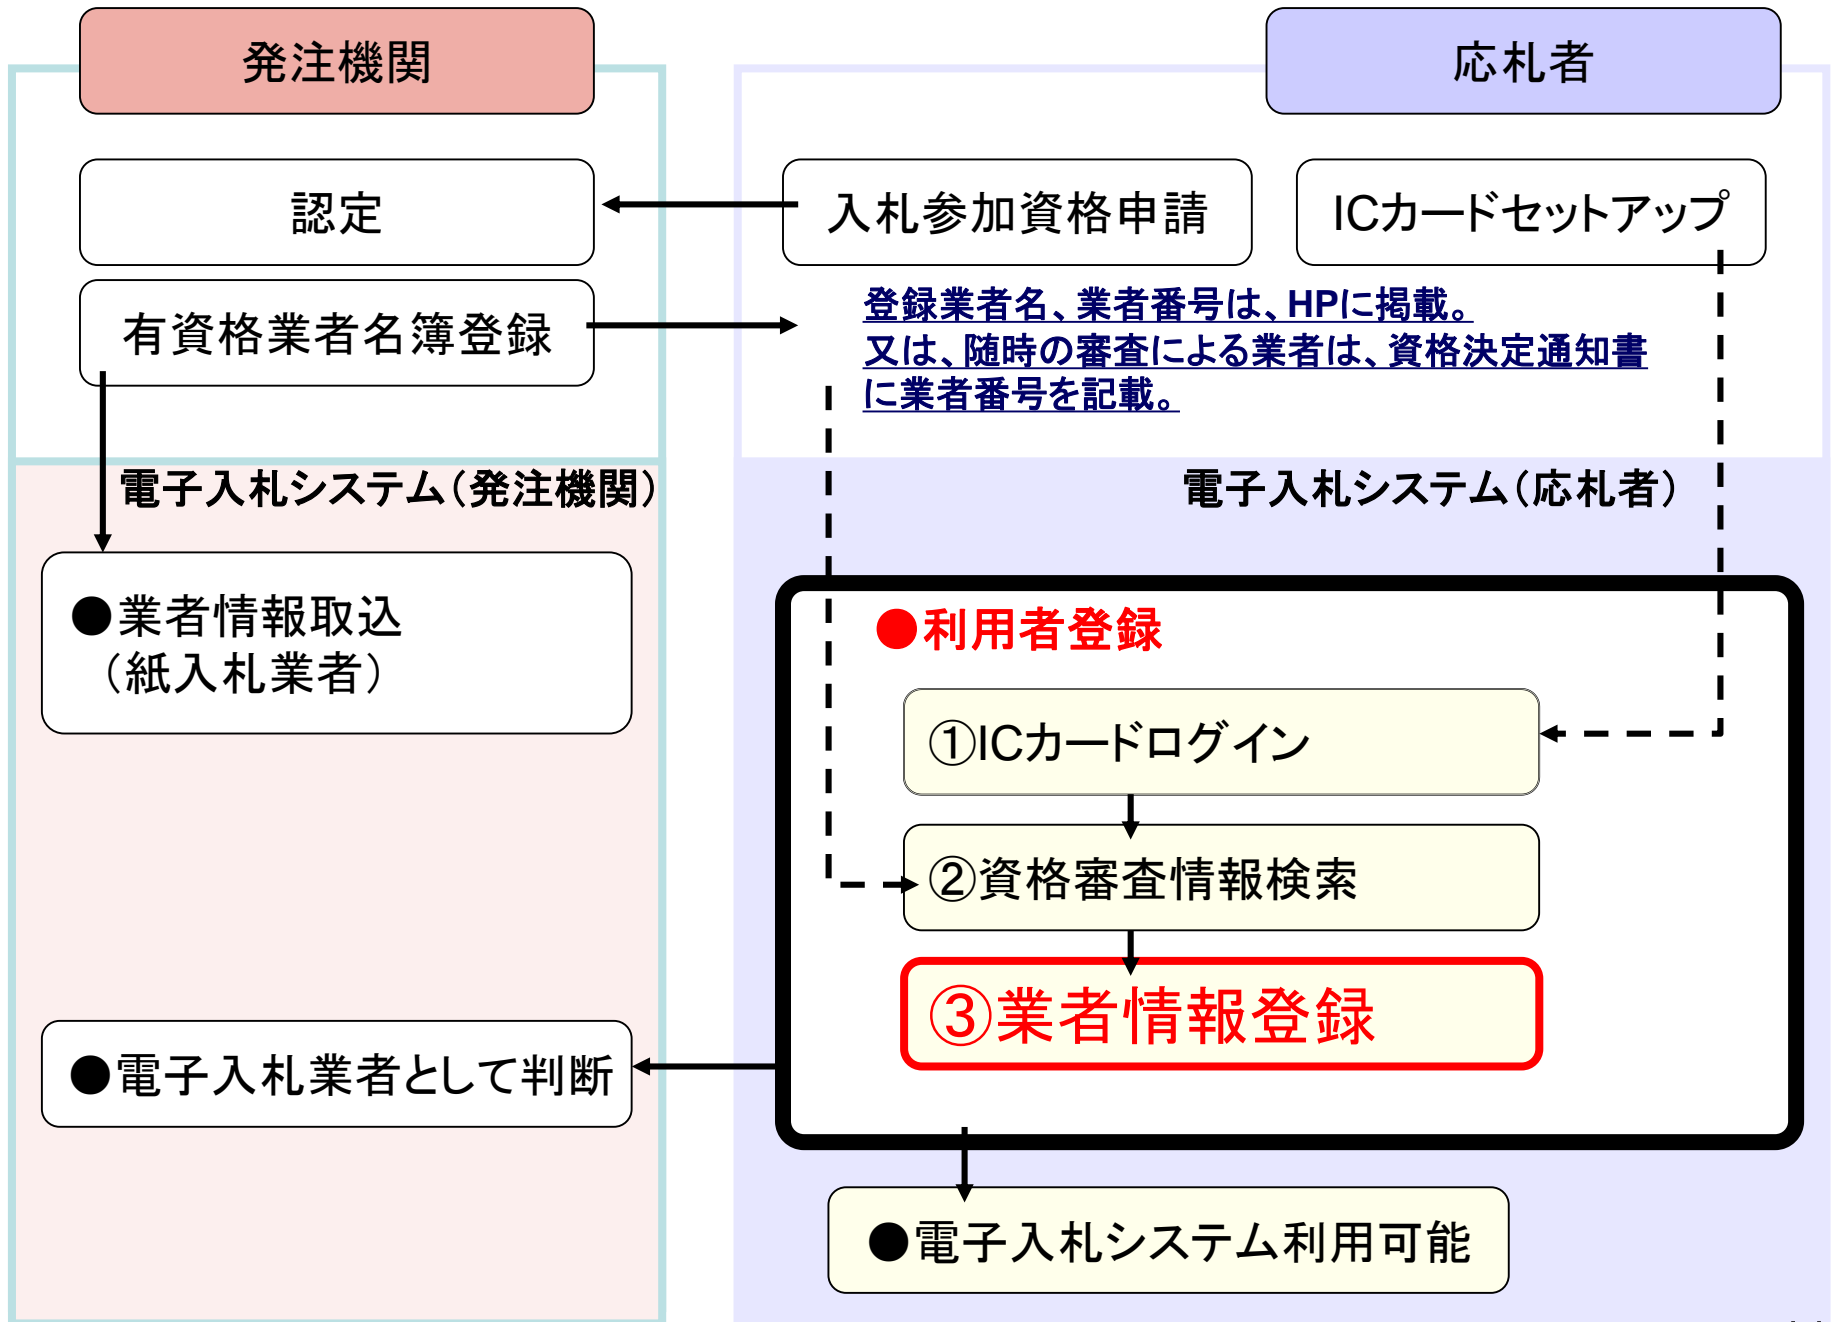 発注機関
応札者
認定
入札参加資格申請
ICカードセットアップ
有資格業者名簿登録
登録業者名、業者番号は、HPに掲載。
又は、随時の審査による業者は、資格決定通知書
に業者番号を記載。
電子入札システム（発注機関）
電子入札システム（応札者）
●業者情報取込
（紙入札業者）
●利用者登録
①ICカードログイン
②資格審査情報検索
③業者情報登録
●電子入札業者として判断
●電子入札システム利用可能